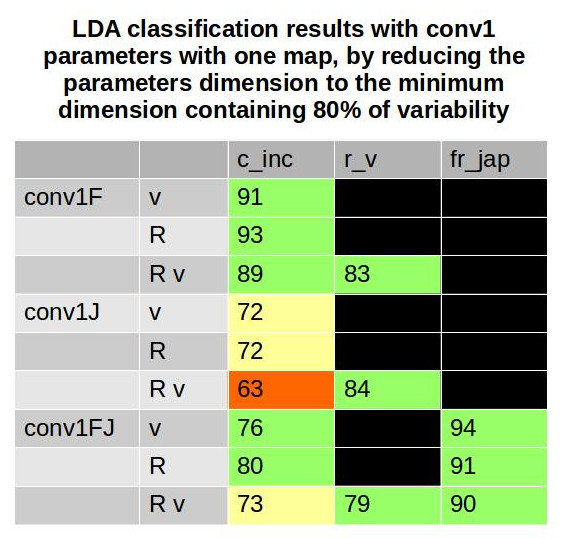 LDA classification results with conv1
parameters with one map, by reducing the
parameters dimension to the minimum
dimension containing 80% of variability
c_inc r_v fr_jap
conv1F v 91
R 93
R v 89 83
conv1J v 72
R 72
R v 63 84
conv1FJ v 76 94
R 80 91
R v 73 79 90